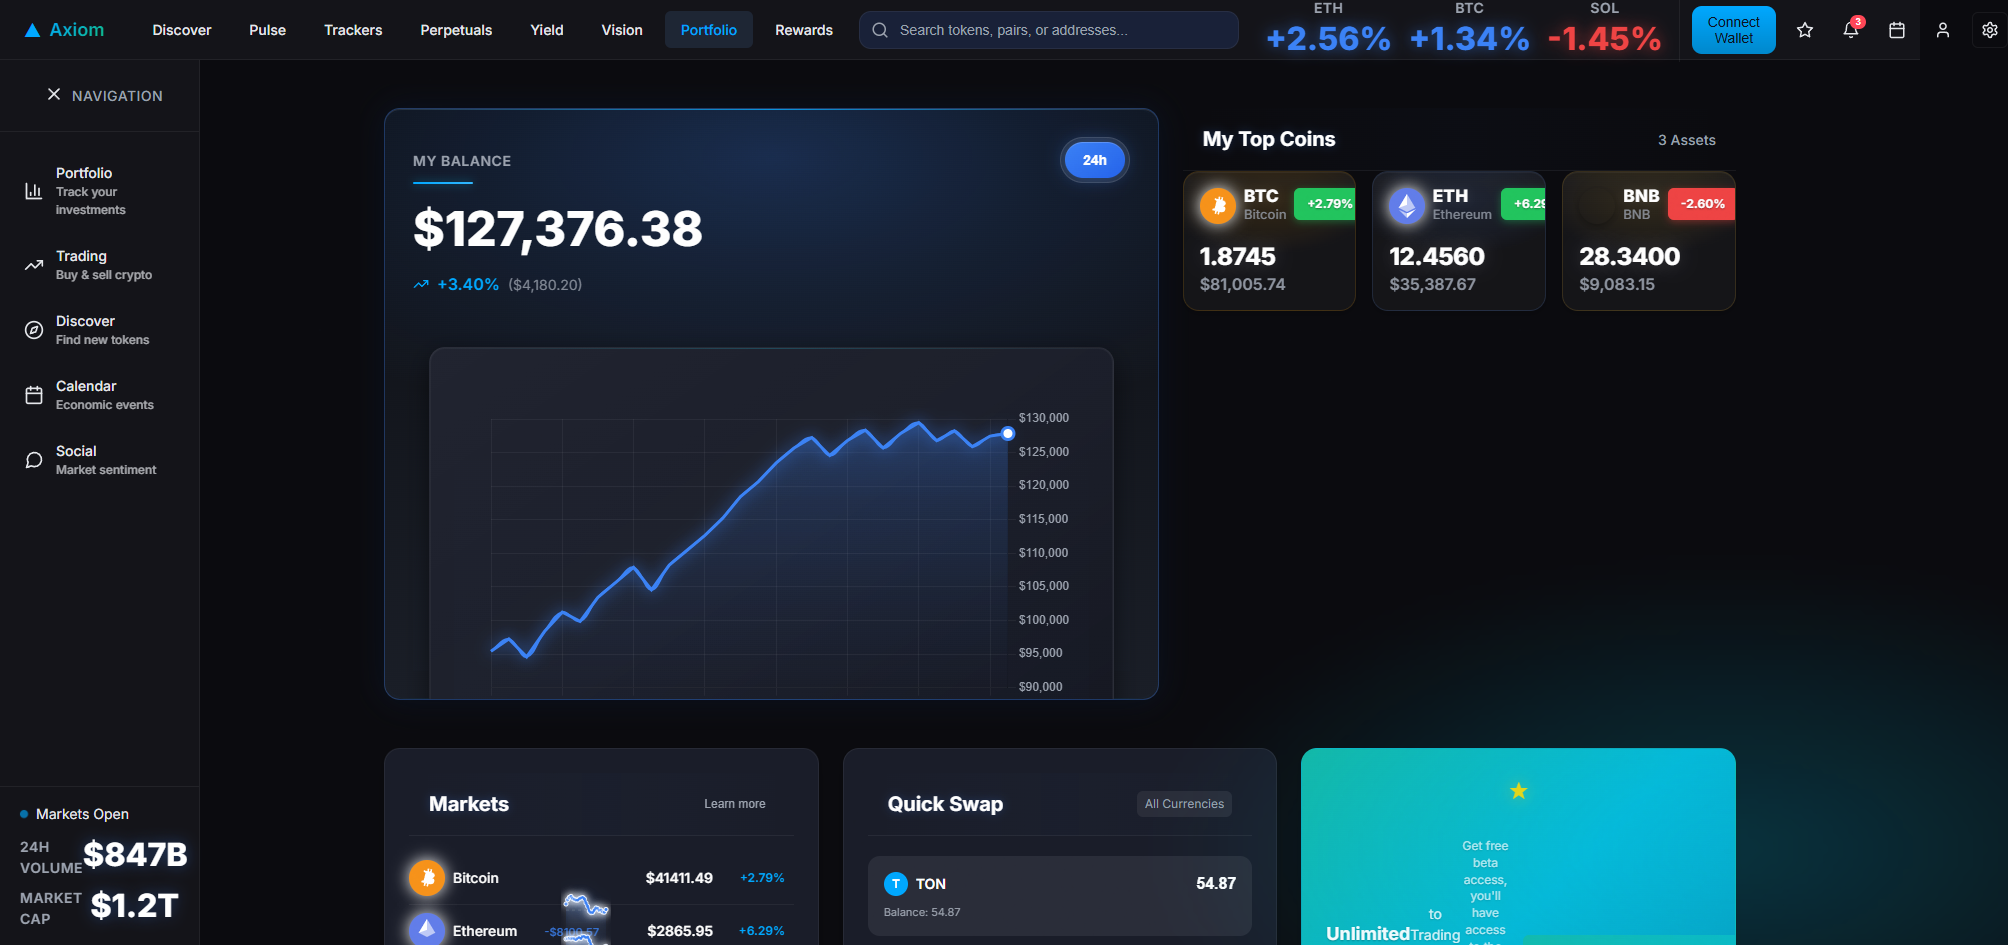 Axiom
Discover
Pulse
Trackers
Perpetuals
Yield
Vision
Portfolio
Rewards
Search tokens, pairs, or addresses...
ETH
+2.56%
BTC
+1.34%
SOL
-1.45%
Connect
Wallet
3
NAVIGATION
Portfolio
Track your
investments
Trading
Buy & sell crypto
Discover
Find new tokens
Calendar
Economic events
Social
Market sentiment
Markets Open
24H
VOLUME
$847B
MARKET
CAP
$1.2T
MY BALANCE
24h
$127,376.38
+3.40% ($4,180.20)
$130,000
$125,000
$120,000
$115,000
$110,000
$105,000
$100,000
$95,000
$90,000
My Top Coins
3 Assets
BTC
Bitcoin
+2.79%
1.8745
$81,005.74
ETH
Ethereum
+6.29
12.4560
$35,387.67
BNB
BNB
-2.60%
28.3400
$9,083.15
Markets
Learn more
Bitcoin
$41411.49
+2.79%
Ethereum
$2865.95
+6.29%
Quick Swap
All Currencies
T
TON
54.87
Balance: 54.87
Get free
beta
access,
you'll
have
access
Unlimited
to
Trading